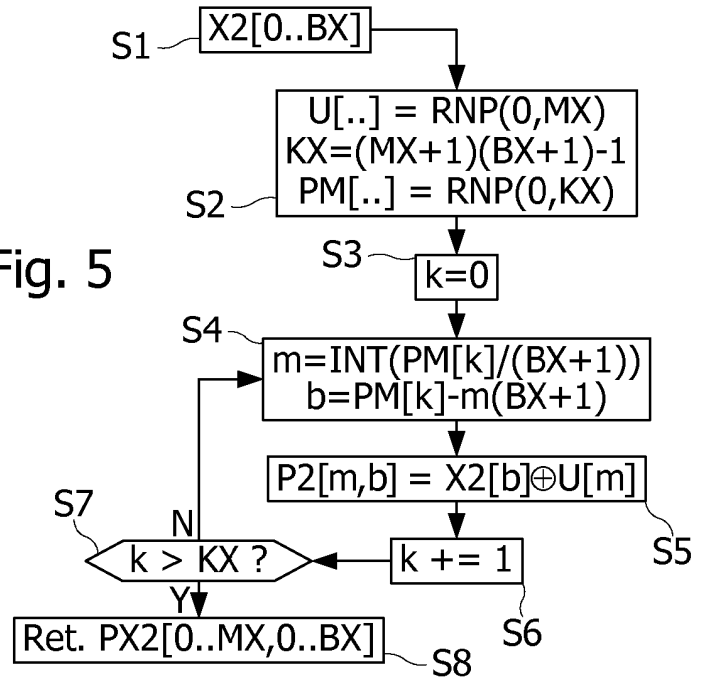 S1
X2[0..BX]
U[..] = RNP(0,MX)
KX=(MX+1)(BX+1)-1
PM[..] = RNP(0,KX)
S2
Fig. 5
S3
k=0
S4
m=INT(PM[k]/(BX+1))
b=PM[k]-m(BX+1)
P2[m,b] = X2[b]⊕U[m]
S5
S7
N
k > KX ?
k += 1
S6
Y
Ret. PX2[0..MX,0..BX]
S8